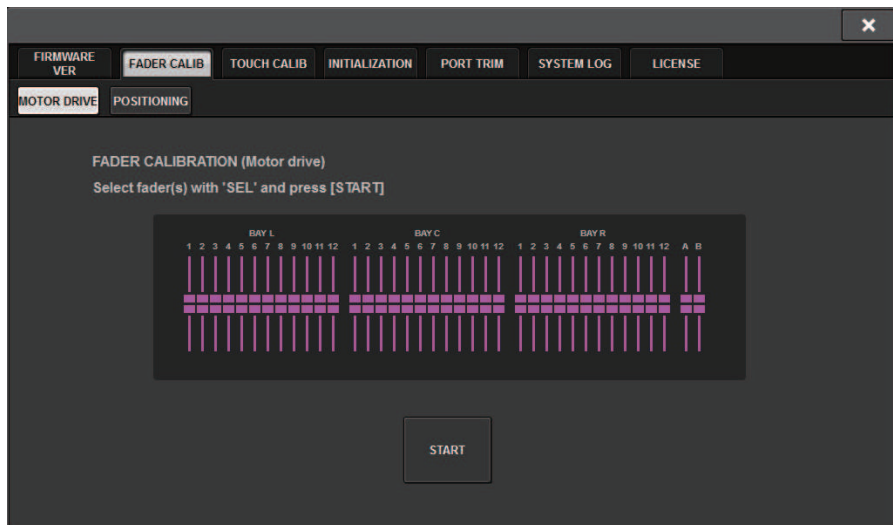 ×
FIRMWARE
VER
FADER CALIB
TOUCH CALIB
INITIALIZATION
PORT TRIM
SYSTEM LOG
LICENSE
MOTOR DRIVE
POSITIONING
FADER CALIBRATION (Motor drive)
Select fader(s) with 'SEL' and press [START]
BAY L BAY C BAY R
1 2 3 4 5 6 7 8 9 10 11 12 1 2 3 4 5 6 7 8 9 10 11 12 1 2 3 4 5 6 7 8 9 10 11 12 A B
START